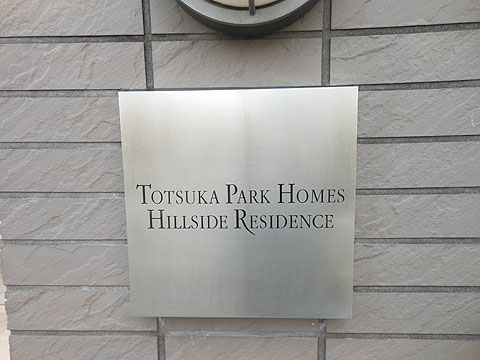 Totsuka Park Homes
Hillside Residence